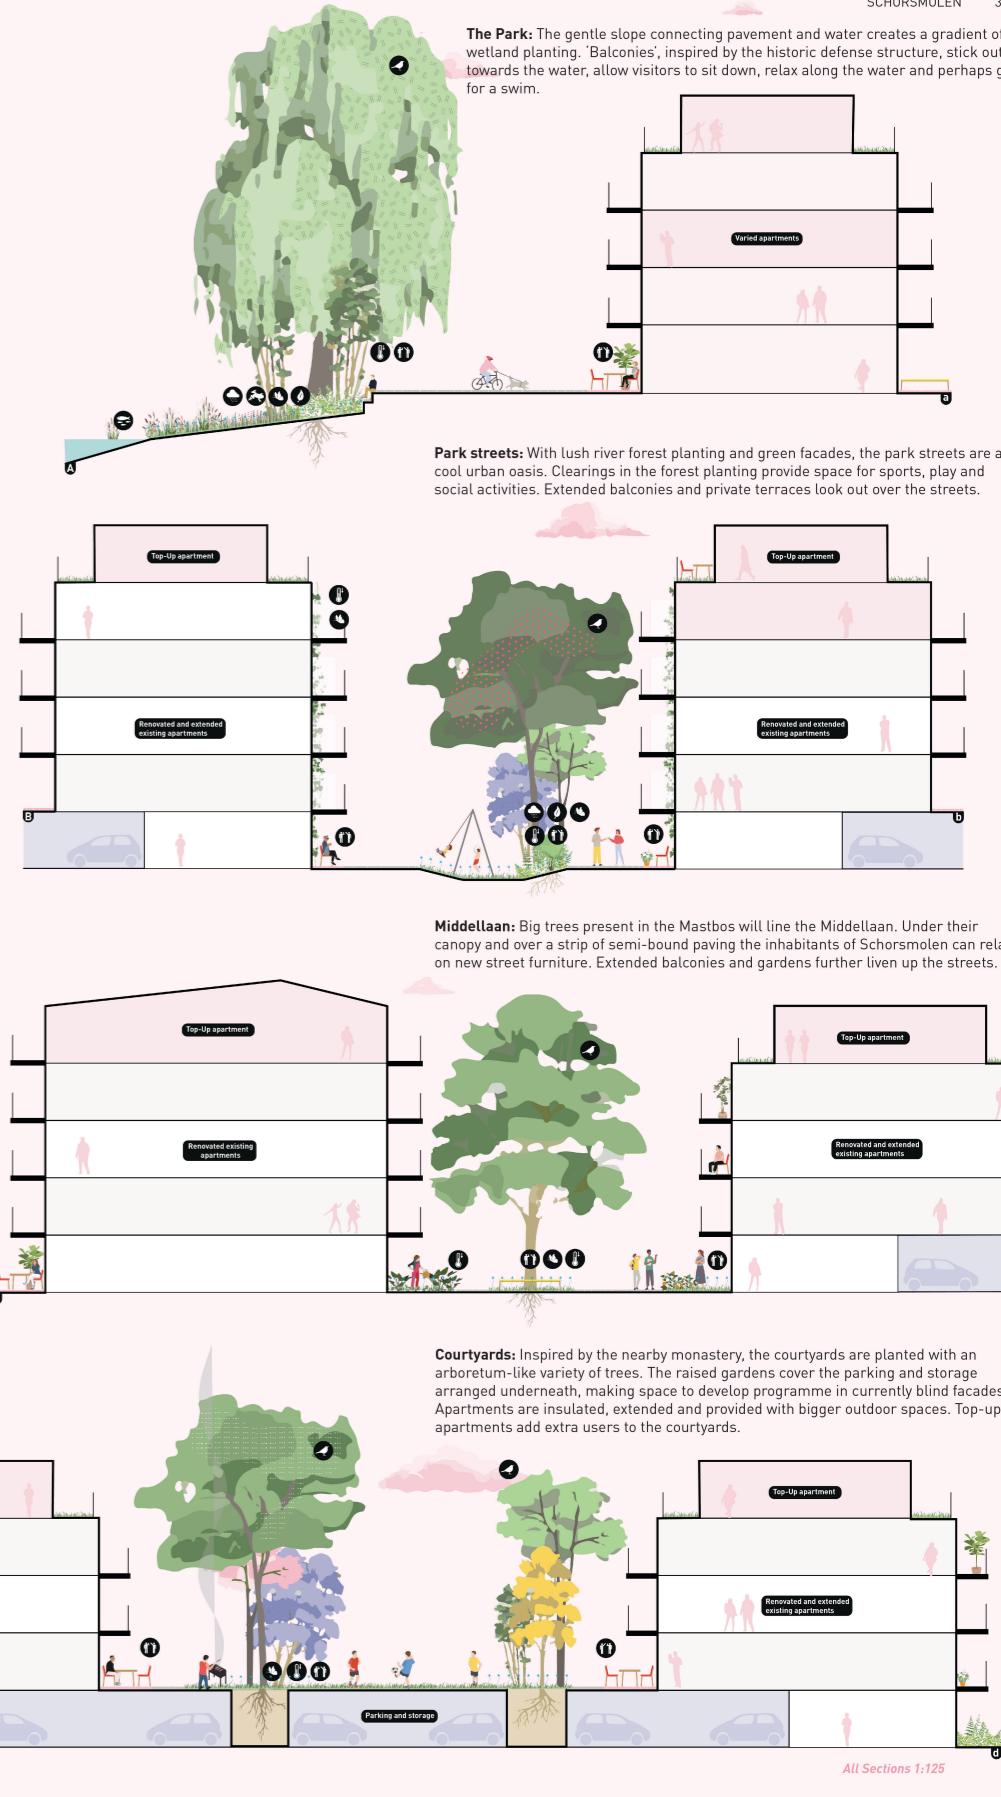 SCHORSMOLEN 3
The Park: The gentle slope connecting pavement and water creates a gradient of
wetland planting. ‘Balconies’, inspired by the historic defense structure, stick out
towards the water, allow visitors to sit down, relax along the water and perhaps g
for a swim.
Varied apartments
a
A
Park streets: With lush river forest planting and green facades, the park streets are a
cool urban oasis. Clearings in the forest planting provide space for sports, play and
social activities. Extended balconies and private terraces look out over the streets.
Top-Up apartment
Top-Up apartment
Renovated and extended
existing apartments
Renovated and extended
existing apartments
B
b
Middellaan: Big trees present in the Mastbos will line the Middellaan. Under their
canopy and over a strip of semi-bound paving the inhabitants of Schorsmolen can rela
on new street furniture. Extended balconies and gardens further liven up the streets.
Top-Up apartment
Top-Up apartment
Renovated existing
apartments
Renovated and extended
existing apartments
Courtyards: Inspired by the nearby monastery, the courtyards are planted with an
arboretum-like variety of trees. The raised gardens cover the parking and storage
arranged underneath, making space to develop programme in currently blind facades
Apartments are insulated, extended and provided with bigger outdoor spaces. Top-up
apartments add extra users to the courtyards.
Top-Up apartment
Renovated and extended
existing apartments
Parking and storage
d
All Sections 1:125